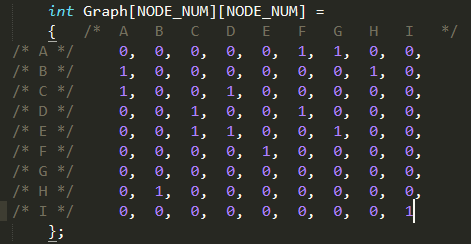 int Graph[NODE_NUM][NODE_NUM] =
{ /* A B C D E F G H I */
/* A */ 0, 0, 0, 0, 0, 1, 1, 0, 0,
/* B */ 1, 0, 0, 0, 0, 0, 0, 1, 0,
/* C */ 1, 0, 0, 1, 0, 0, 0, 0, 0,
/* D */ 0, 0, 1, 0, 0, 1, 0, 0, 0,
/* E */ 0, 0, 1, 1, 0, 0, 1, 0, 0,
/* F */ 0, 0, 0, 0, 1, 0, 0, 0, 0,
/* G */ 0, 0, 0, 0, 0, 0, 0, 0, 0,
/* H */ 0, 1, 0, 0, 0, 0, 0, 0, 0,
/* I */ 0, 0, 0, 0, 0, 0, 0, 0, 1
};